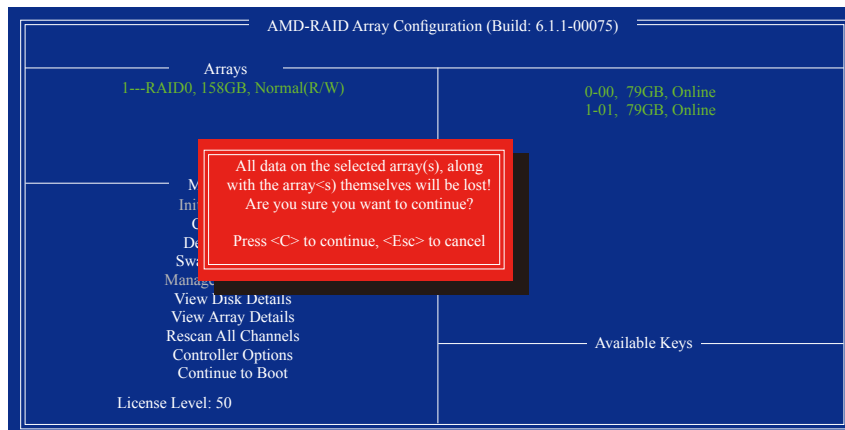 AMD-RAID Array Configuration (Build: 6.1.1-00075)
Arrays
1---RAID0, 158GB, Normal(R/W)
0-00, 79GB, Online
1-01, 79GB, Online
All data on the selected array(s), along
with the array<s) themselves will be lost!
Are you sure you want to continue?
Press <C> to continue, <Esc> to cancel
View Disk Details
View Array Details
Rescan All Channels
Controller Options
Continue to Boot
License Level: 50
Available Keys